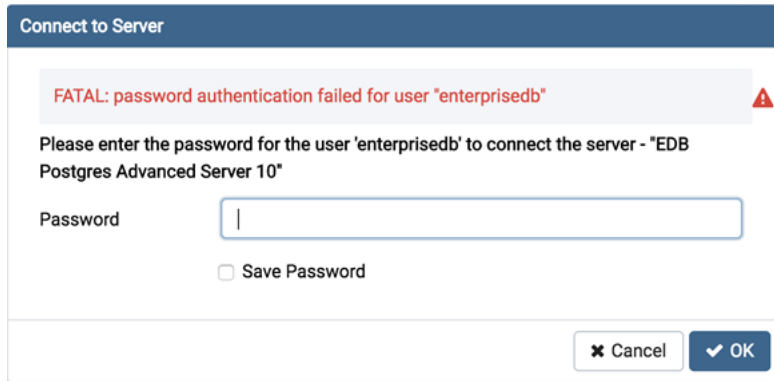 Connect to Server
FATAL: password authentication failed for user "enterprisedb"
Please enter the password for the user 'enterprisedb' to connect the server - "EDB
Postgres Advanced Server 10"
Password
Save Password
Cancel
OK